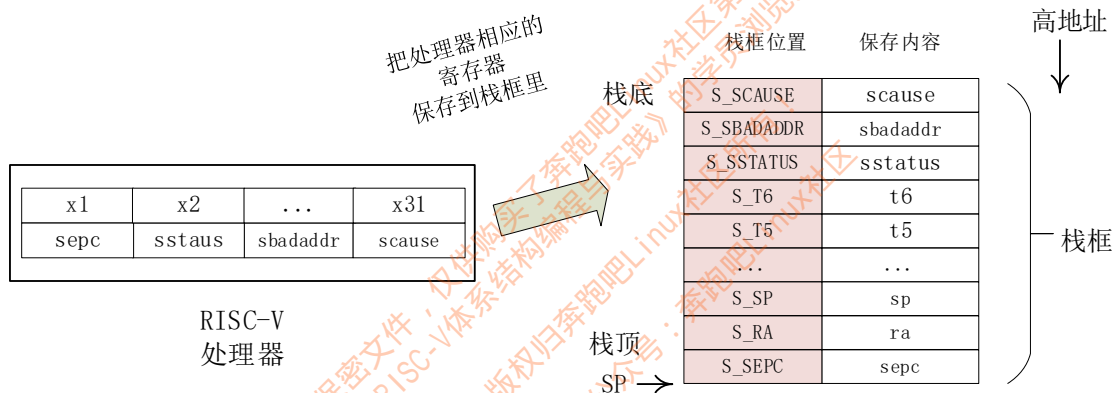 把处理器相应的
寄存器
保存到栈框里
高地址
栈框位置 保存内容
栈底
S_SCAUSE scause
S_SBADADDR sbadaddr
S_SSTATUS sstatus
S_T6 t6
S_T5 t5
... ...
S_SP sp
S_RA ra
S_SEPC sepc
栈框
x1 x2 ... x31
sepc sstaus sbadaddr scause
RISC-V
处理器
栈顶
SP